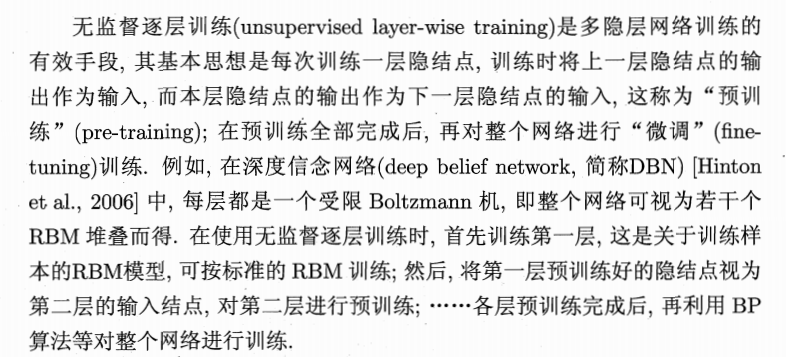 无监督逐层训练(unsupervised layer-wise training)是多隐层网络训练的
有效手段, 其基本思想是每次训练一层隐结点, 训练时将上一层隐结点的输
出作为输入, 而本层隐结点的输出作为下一层隐结点的输入, 这称为“预训
练”(pre-training); 在预训练全部完成后, 再对整个网络进行“微调”(fine-
tuning)训练. 例如, 在深度信念网络(deep belief network, 简称DBN) [Hinton
et al., 2006] 中, 每层都是一个受限 Boltzmann 机, 即整个网络可视为若干个
RBM 堆叠而得. 在使用无监督逐层训练时, 首先训练第一层, 这是关于训练样
本的RBM模型, 可按标准的 RBM 训练; 然后, 将第一层预训练好的隐结点视为
第二层的输入结点, 对第二层进行预训练; ……各层预训练完成后, 再利用 BP
算法等对整个网络进行训练.